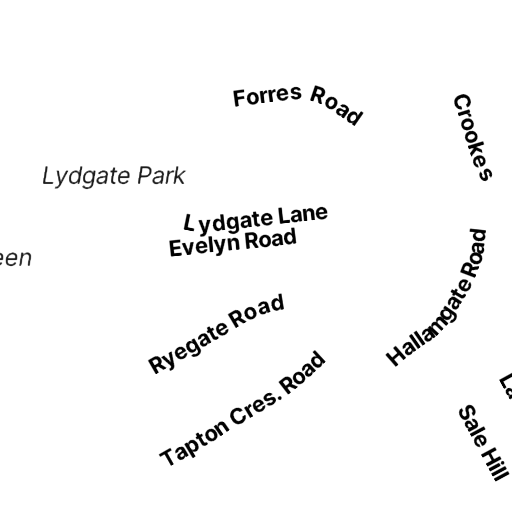 Forres Road
Crookes
Lydgate Park
Lydgate Lane
Evelyn Road
een
Hallamgate Road
Ryegate Road
Tapton Cres. Road
La
Sale Hill